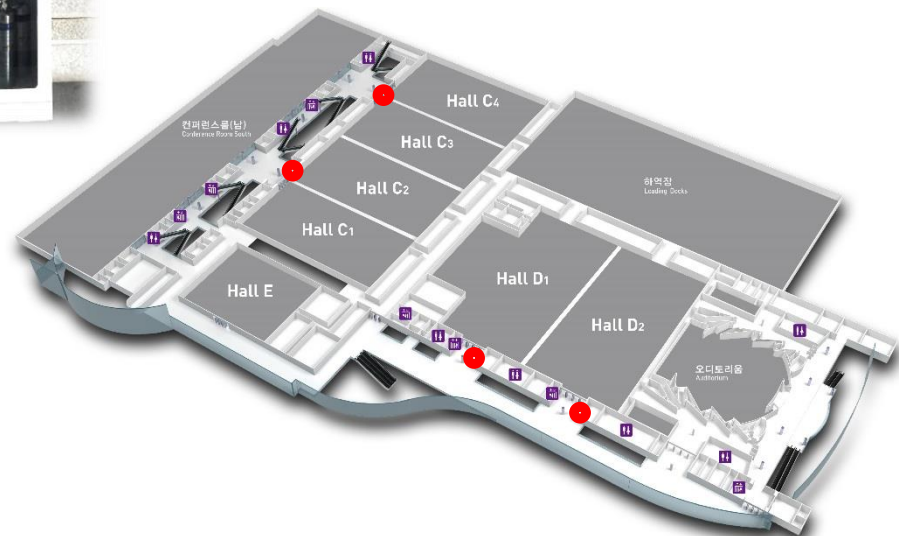 Hall C4
Hall C3
컨퍼런스룸(남)
Conference Room South
Hall C2
하역장
Loading Docks
Hall C1
Hall D1
Hall E
Hall D2
오디토리움
Auditorium